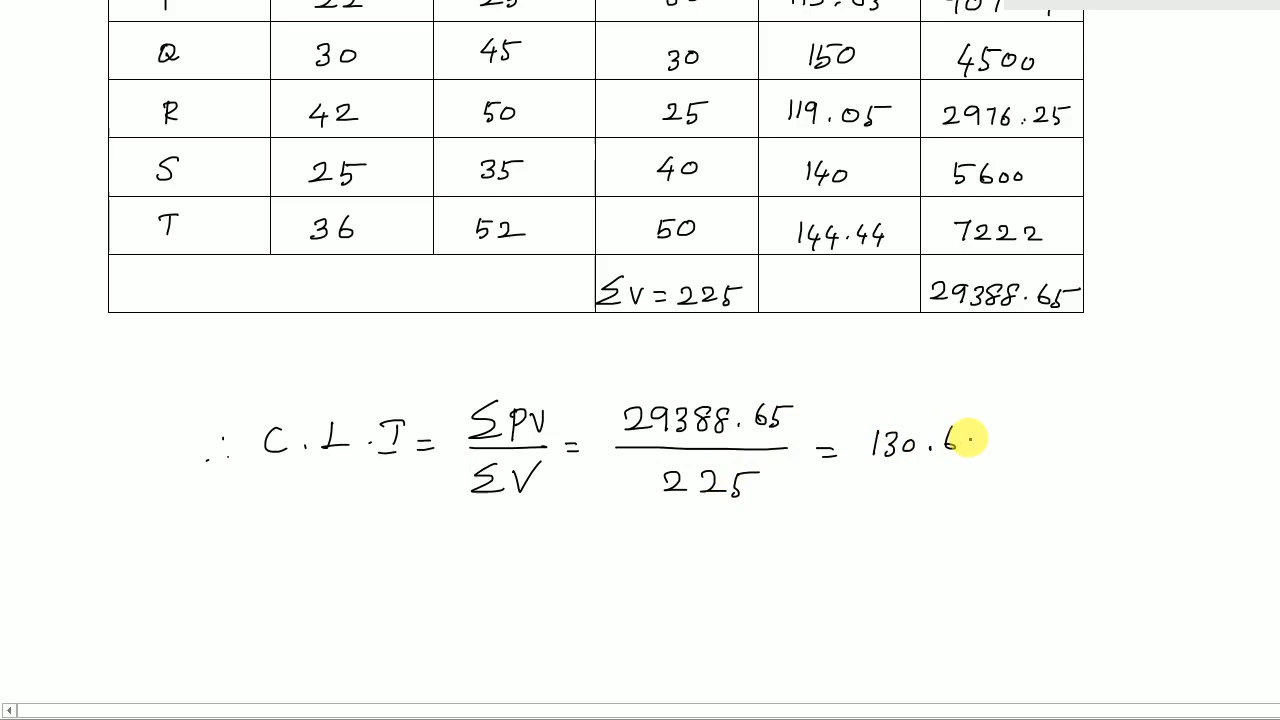 Q 30 45 30 150 4500
R 42 50 25 119.05 2976.25
S 25 35 40 140 5600
T 36 52 50 144.44 7222
ΣV = 225 29388.65
∴ C.L.I = ΣPV / ΣV = 29388.65 / 225 = 130.6